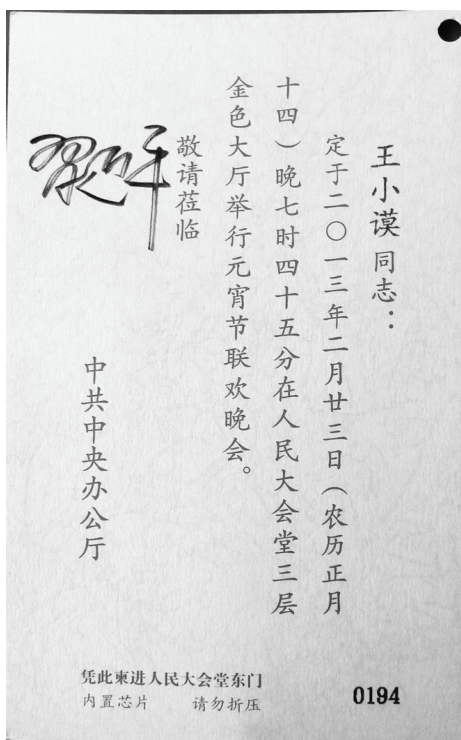 王小谟同志：
定于二〇一三年二月廿三日（农历正月
十四）晚七时四十五分在人民大会堂三层
金色大厅举行元宵节联欢晚会。
敬请莅临
中共中央办公厅
凭此柬进人民大会堂东门
内置芯片 请勿折压
0194